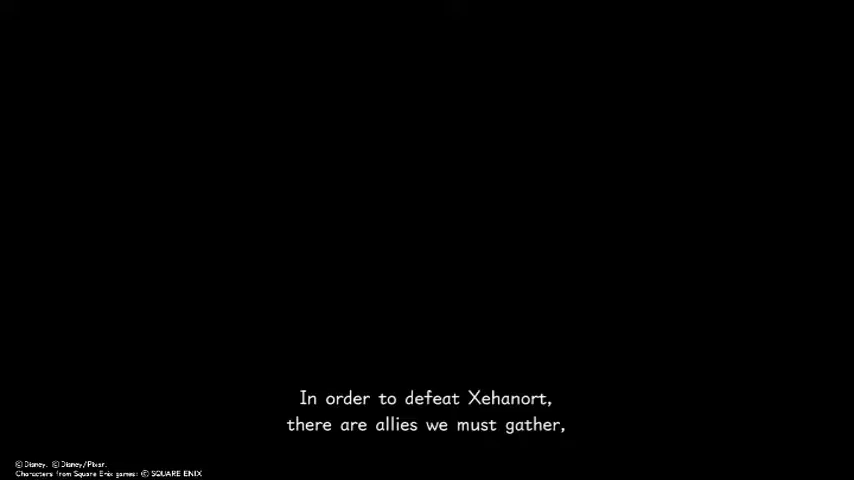 In order to defeat Xehanort,
there are allies we must gather,
© Disney. © Disney/Pixar.
Characters from Square Enix games: © SQUARE ENIX